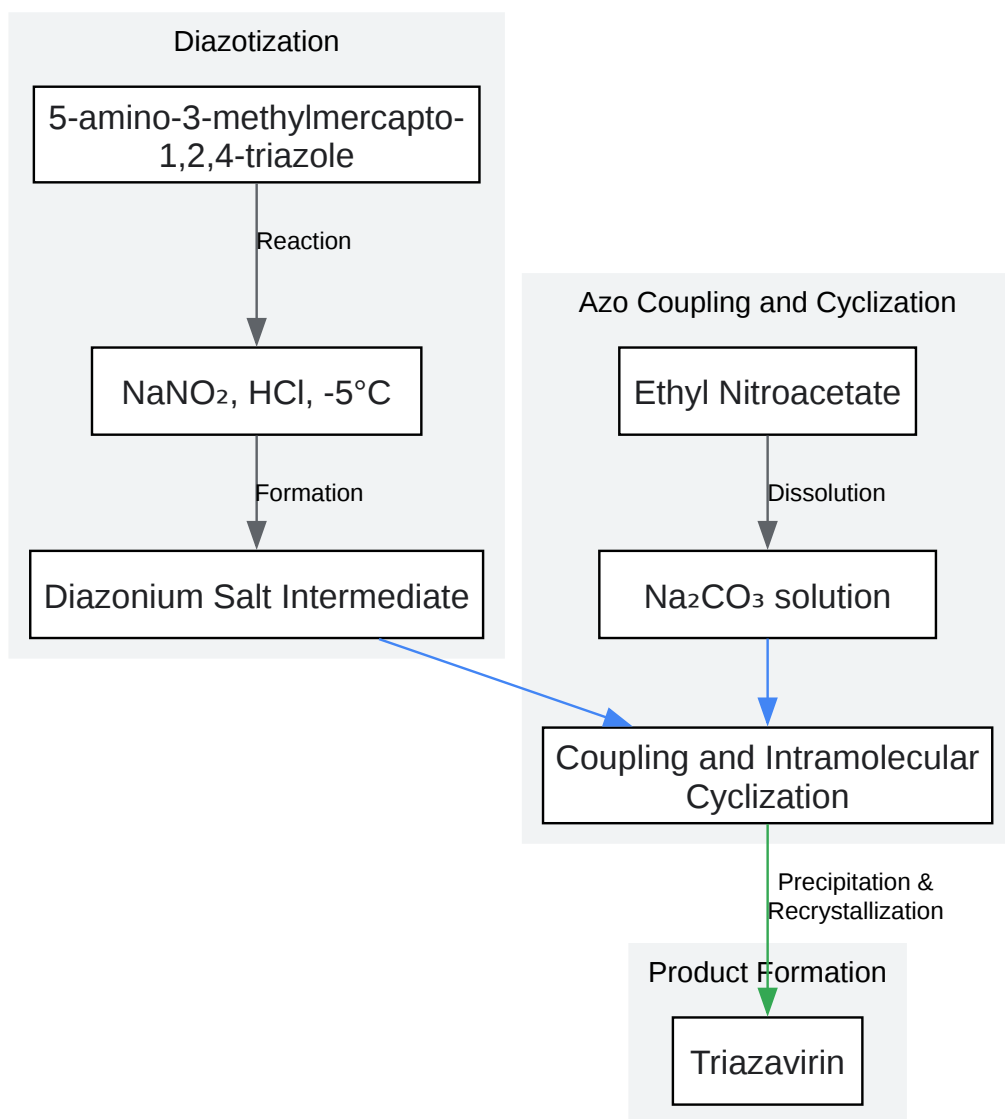 Diazotization
5-amino-3-methylmercapto-
1,2,4-triazole
Reaction
NaNO₂, HCl, -5°C
Formation
Diazonium Salt Intermediate
Azo Coupling and Cyclization
Ethyl Nitroacetate
Dissolution
Na₂CO₃ solution
Coupling and Intramolecular
Cyclization
Precipitation &
Recrystallization
Product Formation
Triazavirin